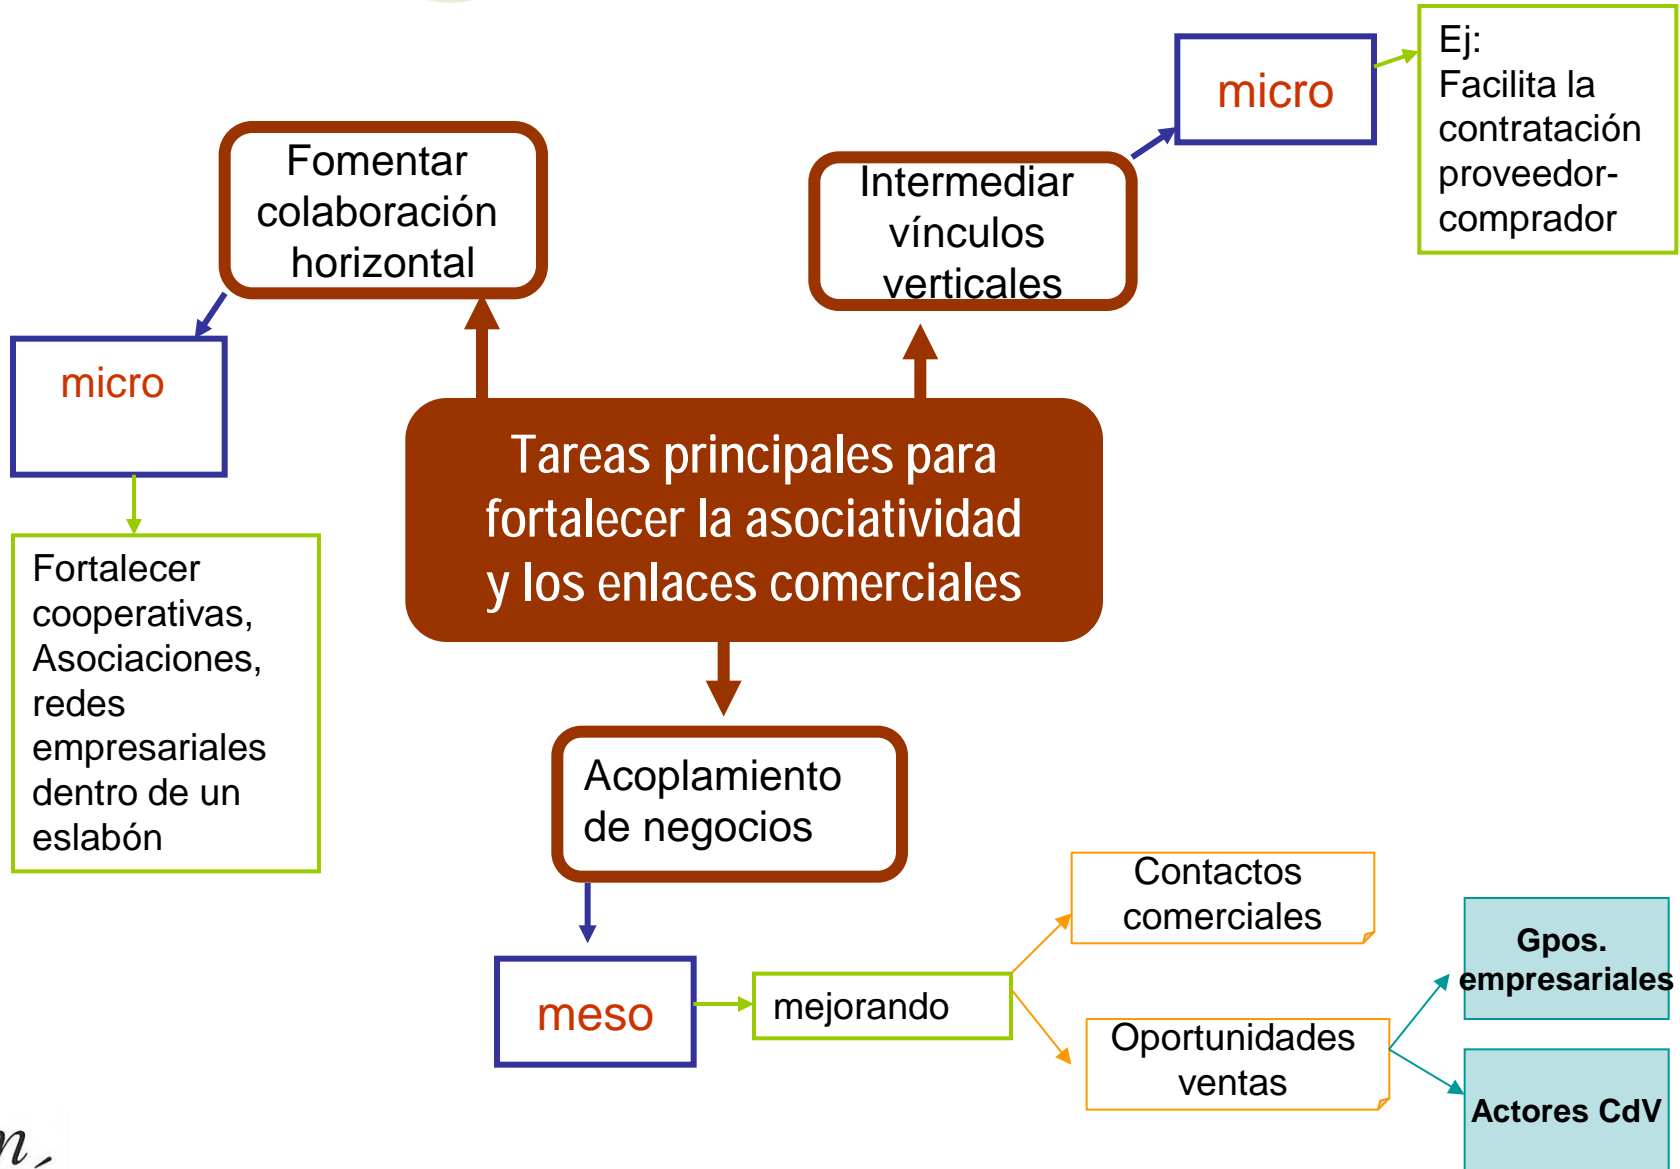 Ej:
Facilita la
contratación
proveedor-
comprador
micro
Fomentar
colaboración
horizontal
Intermediar
vínculos
verticales
micro
Tareas principales para
fortalecer la asociatividad
y los enlaces comerciales
Fortalecer
cooperativas,
Asociaciones,
redes
empresariales
dentro de un
eslabón
Acoplamiento
de negocios
Contactos
comerciales
Gpos.
empresariales
meso
mejorando
Oportunidades
ventas
Actores CdV